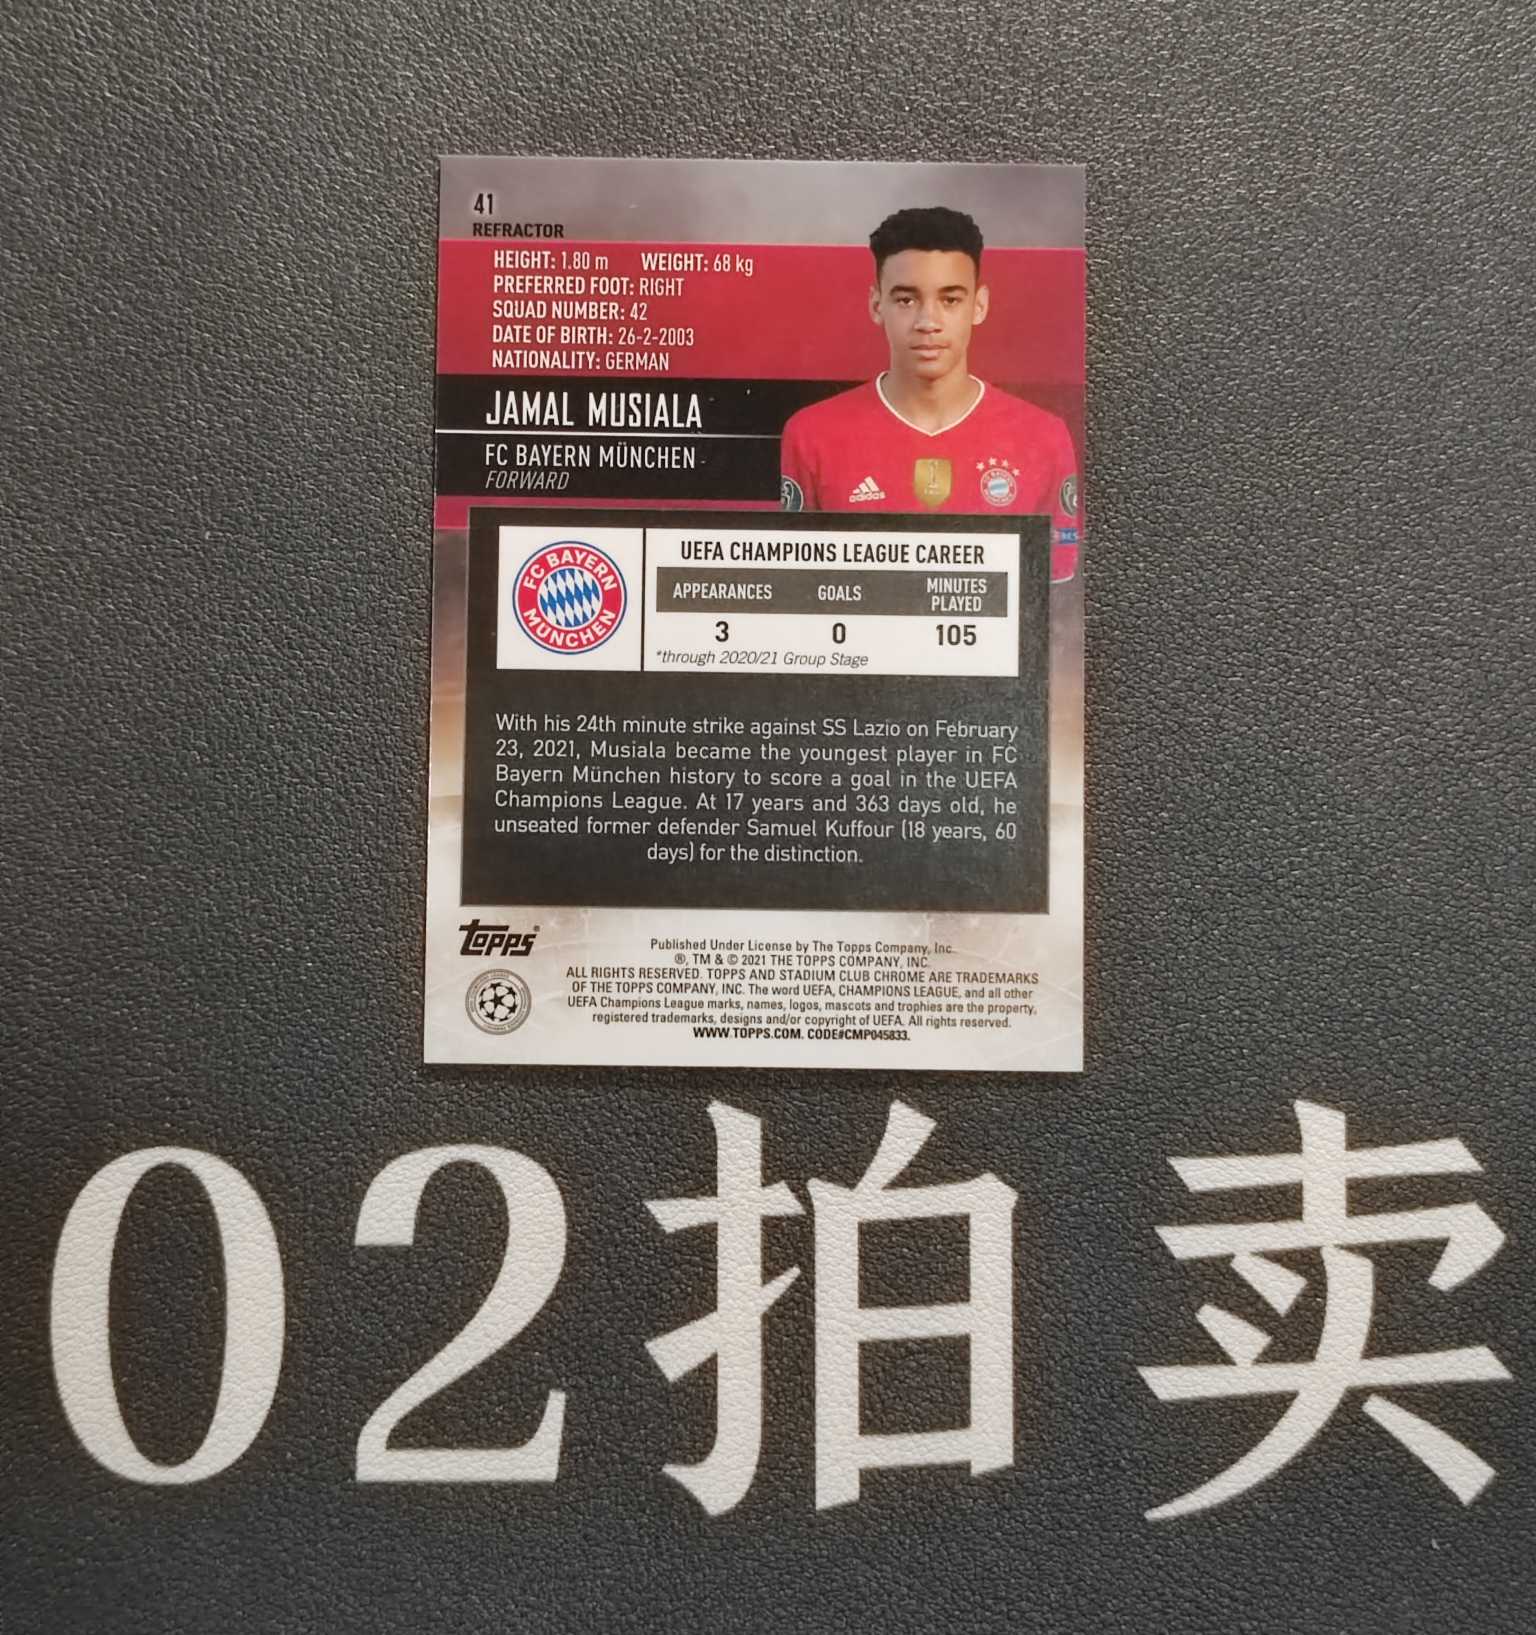 41
REFRACTOR
HEIGHT: 1.80 m WEIGHT: 68 kg
PREFERRED FOOT: RIGHT
SQUAD NUMBER: 42
DATE OF BIRTH: 26-2-2003
NATIONALITY: GERMAN
JAMAL MUSIALA
FC BAYERN MÜNCHEN
FORWARD
adidas
FC BAYERN
MÜNCHEN
UEFA CHAMPIONS LEAGUE CAREER
APPEARANCES GOALS MINUTES PLAYED
3 0 105
*through 2020/21 Group Stage
With his 24th minute strike against SS Lazio on February
23, 2021, Musiala became the youngest player in FC
Bayern München history to score a goal in the UEFA
Champions League. At 17 years and 363 days old, he
unseated former defender Samuel Kuffour (18 years, 60
days) for the distinction.
topps®
Published Under License by The Topps Company, Inc.
®, TM & © 2021 THE TOPPS COMPANY, INC.
ALL RIGHTS RESERVED. TOPPS AND STADIUM CLUB CHROME ARE TRADEMARKS
OF THE TOPPS COMPANY, INC. The word UEFA, CHAMPIONS LEAGUE, and all other
UEFA Champions League marks, names, logos, mascots and trophies are the property,
registered trademarks, designs and/or copyright of UEFA. All rights reserved.
WWW.TOPPS.COM. CODE#CMP045833.
02拍卖